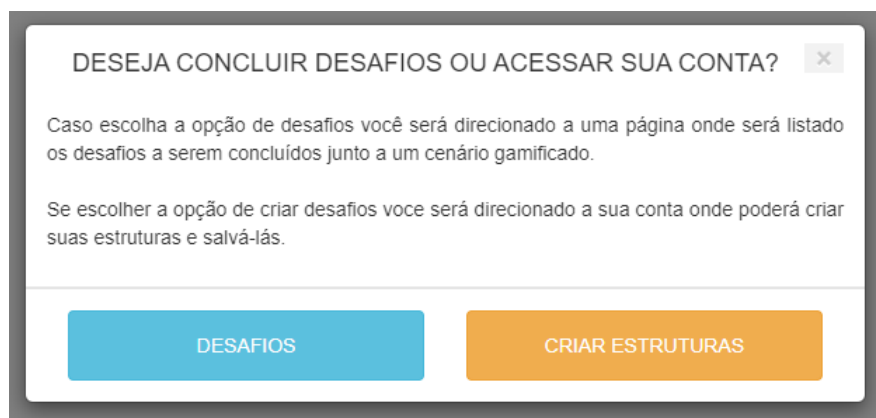 DESEJA CONCLUIR DESAFIOS OU ACESSAR SUA CONTA? ×
Caso escolha a opção de desafios você será direcionado a uma página onde será listado
os desafios a serem concluídos junto a um cenário gamificado.
Se escolher a opção de criar desafios voce será direcionado a sua conta onde poderá criar
suas estruturas e salvá-lás.
DESAFIOS
CRIAR ESTRUTURAS